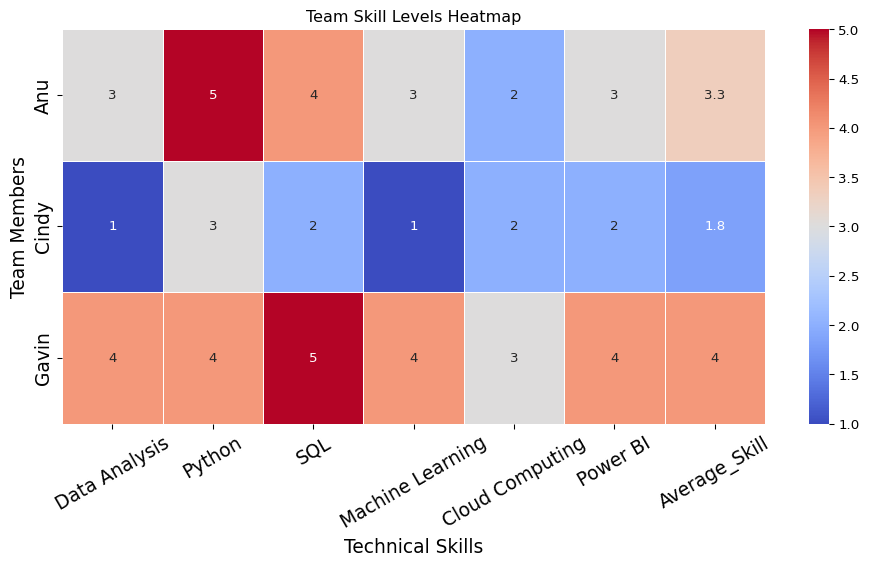 Team Skill Levels Heatmap
Team Members
Anu 3 5 4 3 2 3 3.3
Cindy 1 3 2 1 2 2 1.8
Gavin 4 4 5 4 3 4 4
Data Analysis Python SQL Machine Learning Cloud Computing Power BI Average_Skill
Technical Skills
5.0
4.5
4.0
3.5
3.0
2.5
2.0
1.5
1.0